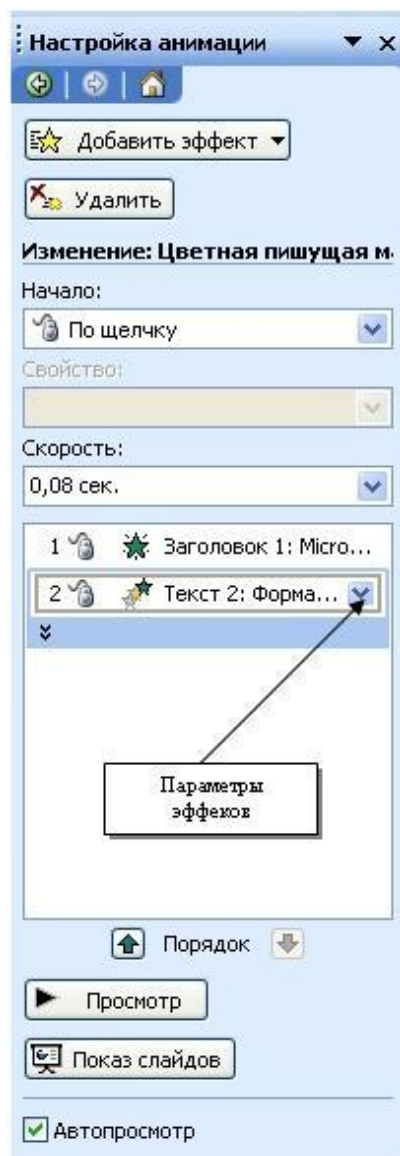 Настройка анимации
Добавить эффект
Удалить
Изменение: Цветная пишущая м
Начало:
По щелчку
Свойство:
Скорость:
0,08 сек.
1 Заголовок 1: Micro...
2 Текст 2: Форма...
Параметры
эффеков
Порядок
Просмотр
Показ слайдов
Автопросмотр